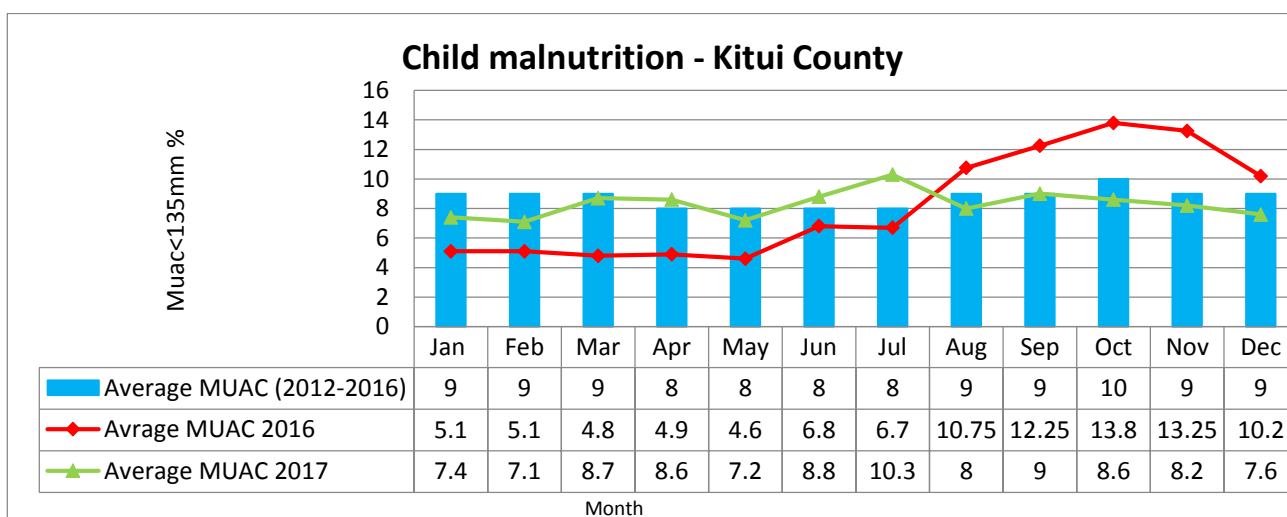 Child malnutrition - Kitui County
Muac<135mm %
16
14
12
10
8
6
4
2
0
Jan Feb Mar Apr May Jun Jul Aug Sep Oct Nov Dec
Average MUAC (2012-2016) 9 9 9 8 8 8 8 9 9 10 9 9
Avrage MUAC 2016 5.1 5.1 4.8 4.9 4.6 6.8 6.7 10.75 12.25 13.8 13.25 10.2
Average MUAC 2017 7.4 7.1 8.7 8.6 7.2 8.8 10.3 8 9 8.6 8.2 7.6
Month